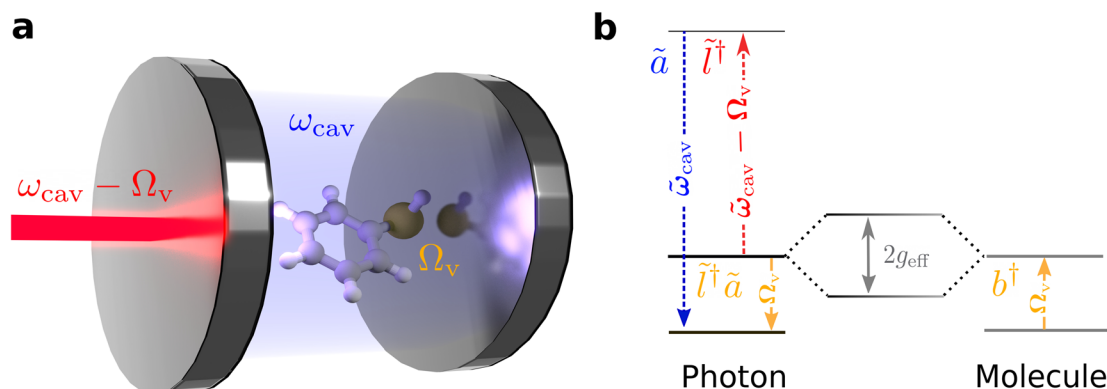 a
ω_cav
ω_cav − Ω_v
Ω_v
b
ã
l̃†
ω̃_cav
ω̃_cav − Ω_v
l̃†ã
Ω_v
2g_eff
b†
Ω_v
Photon
Molecule